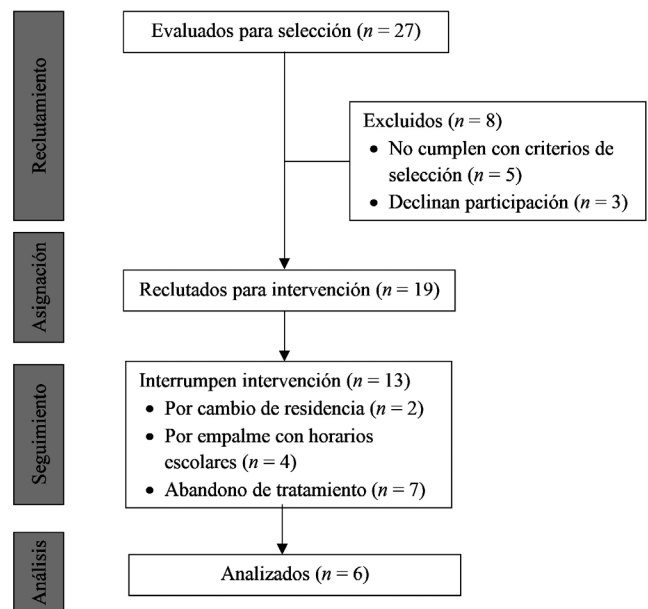 Reclutamiento
Evaluados para selección (n = 27)
Excluidos (n = 8)
• No cumplen con criterios de
selección (n = 5)
• Declinan participación (n = 3)
Asignación
Reclutados para intervención (n = 19)
Seguimiento
Interrumpen intervención (n = 13)
• Por cambio de residencia (n = 2)
• Por empalme con horarios
escolares (n = 4)
• Abandono de tratamiento (n = 7)
Análisis
Analizados (n = 6)